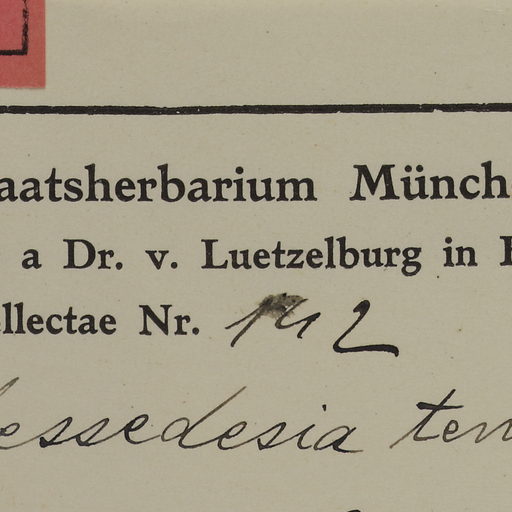 aatsherbarium Münch
a Dr. v. Luetzelburg in
llectae Nr. 142
essedesia ten